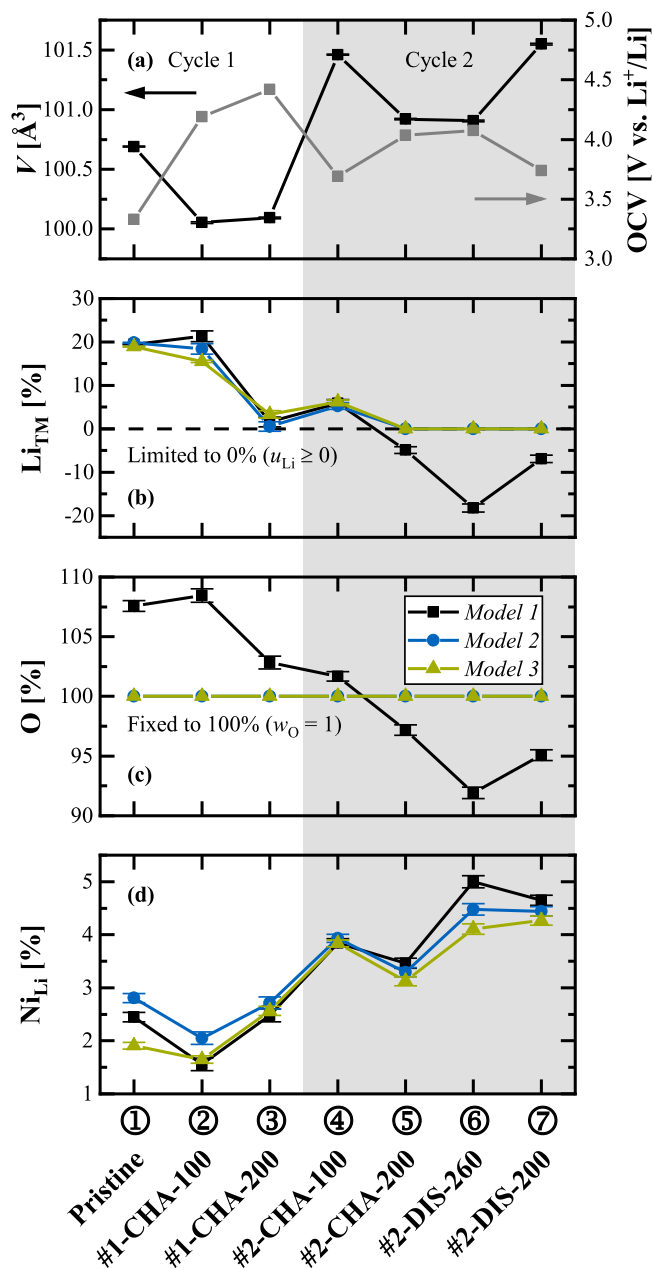 (a) Cycle 1 Cycle 2
V [Å³]
101.5
101.0
100.5
100.0
5.0
4.5
4.0
3.5
3.0
OCV [V vs. Li⁺/Li]
Li_TM [%]
30
20
10
0
-10
-20
Limited to 0% (u_Li ≥ 0)
(b)
O [%]
110
105
100
95
90
Model 1
Model 2
Model 3
Fixed to 100% (w_O = 1)
(c)
(d)
Ni_Li [%]
5
4
3
2
1
① ② ③ ④ ⑤ ⑥ ⑦
Pristine
#1-CHA-100
#1-CHA-200
#2-CHA-100
#2-CHA-200
#2-DIS-260
#2-DIS-200